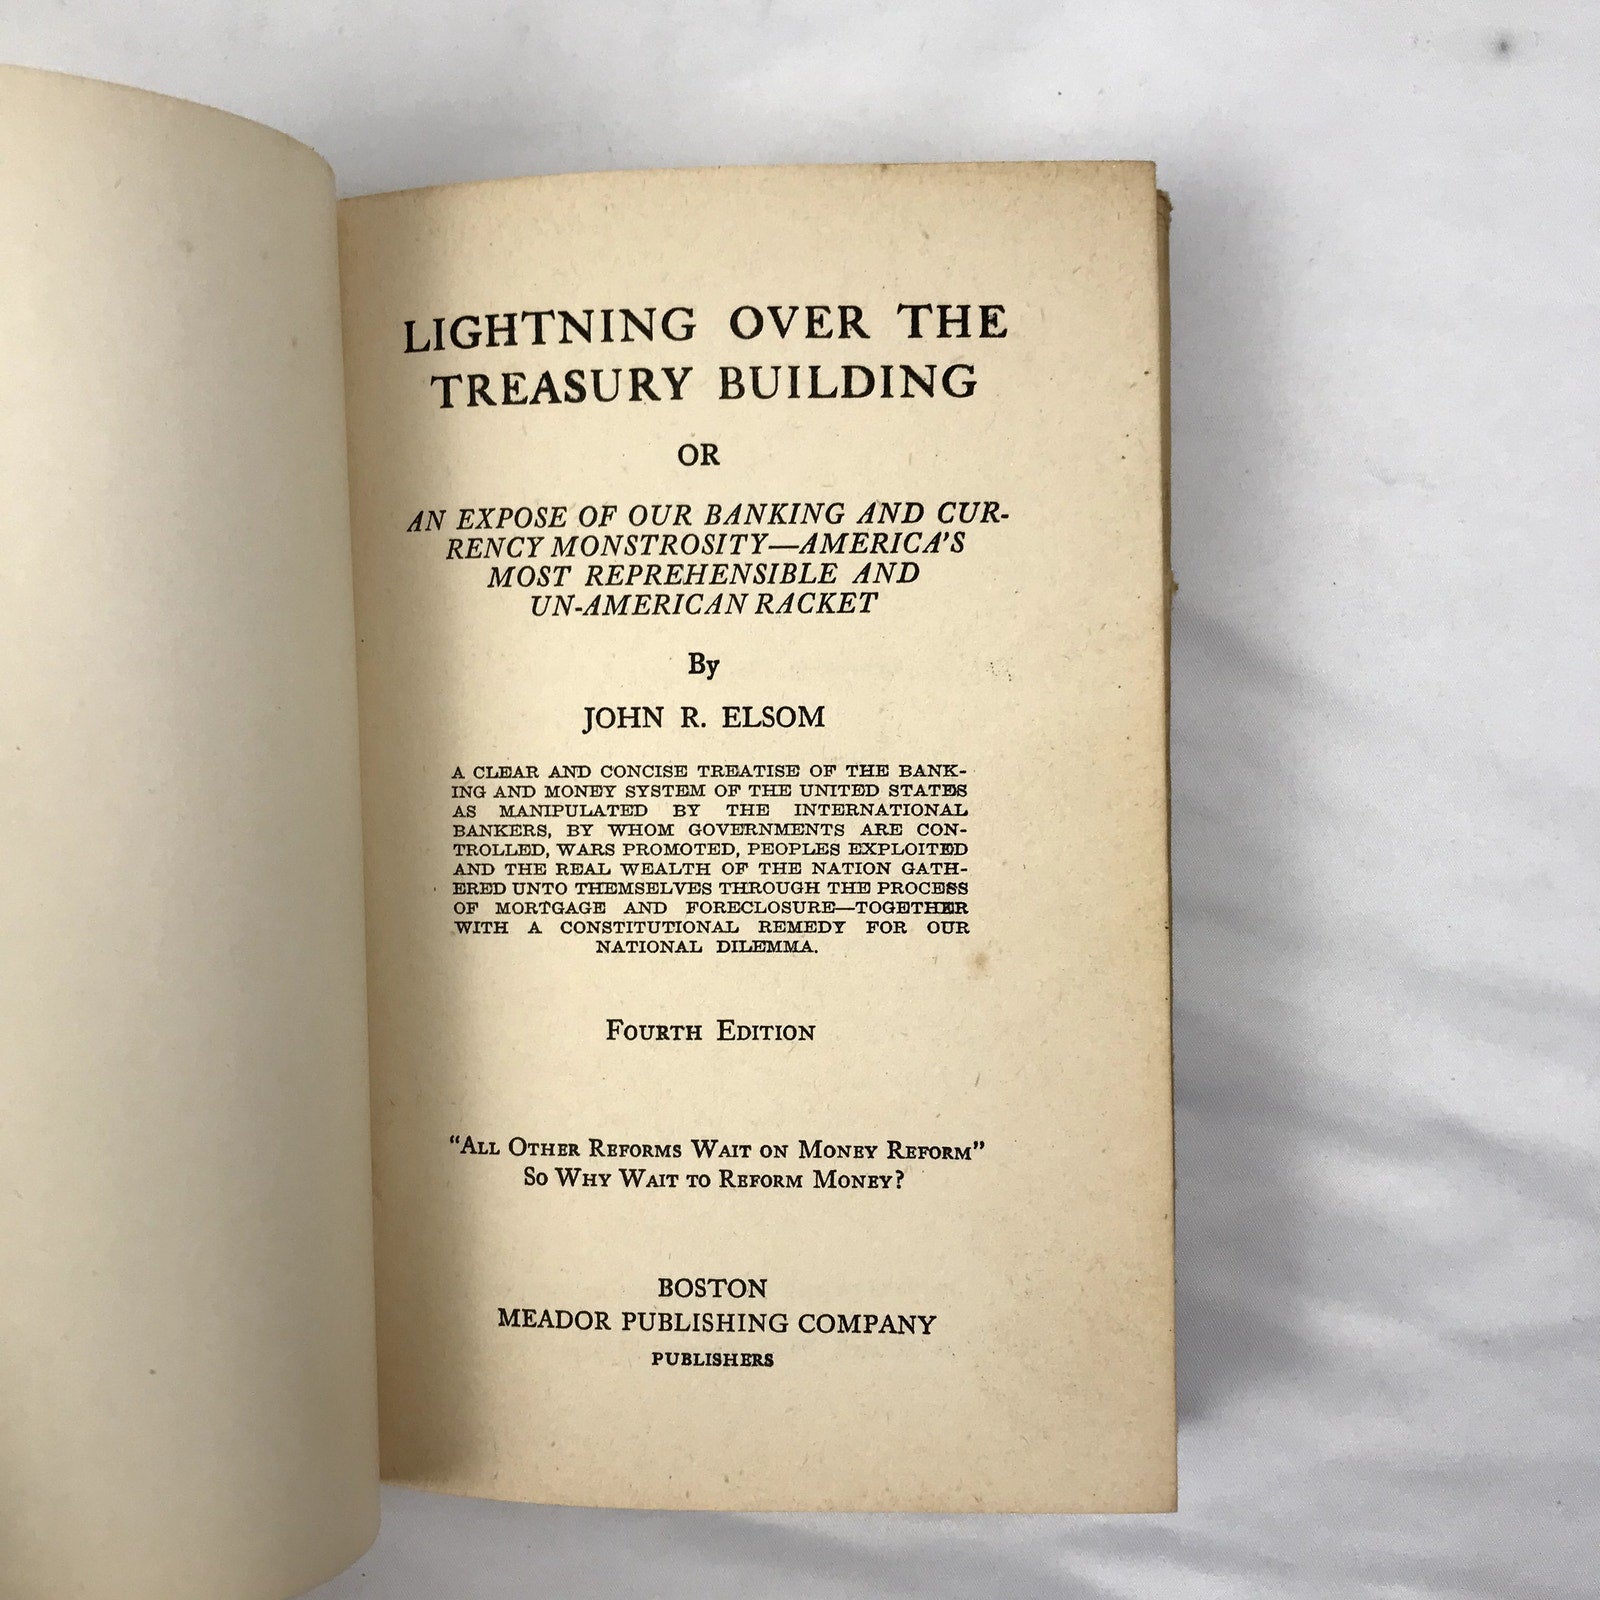 LIGHTNING OVER THE
TREASURY BUILDING
OR
AN EXPOSE OF OUR BANKING AND CUR-
RENCY MONSTROSITY—AMERICA'S
MOST REPREHENSIBLE AND
UN-AMERICAN RACKET
By
JOHN R. ELSOM
A CLEAR AND CONCISE TREATISE OF THE BANK-
ING AND MONEY SYSTEM OF THE UNITED STATES
AS MANIPULATED BY THE INTERNATIONAL
BANKERS, BY WHOM GOVERNMENTS ARE CON-
TROLLED, WARS PROMOTED, PEOPLES EXPLOITED
AND THE REAL WEALTH OF THE NATION GATH-
ERED UNTO THEMSELVES THROUGH THE PROCESS
OF MORTGAGE AND FORECLOSURE—TOGETHER
WITH A CONSTITUTIONAL REMEDY FOR OUR
NATIONAL DILEMMA.
FOURTH EDITION
"ALL OTHER REFORMS WAIT ON MONEY REFORM"
SO WHY WAIT TO REFORM MONEY?
BOSTON
MEADOR PUBLISHING COMPANY
PUBLISHERS